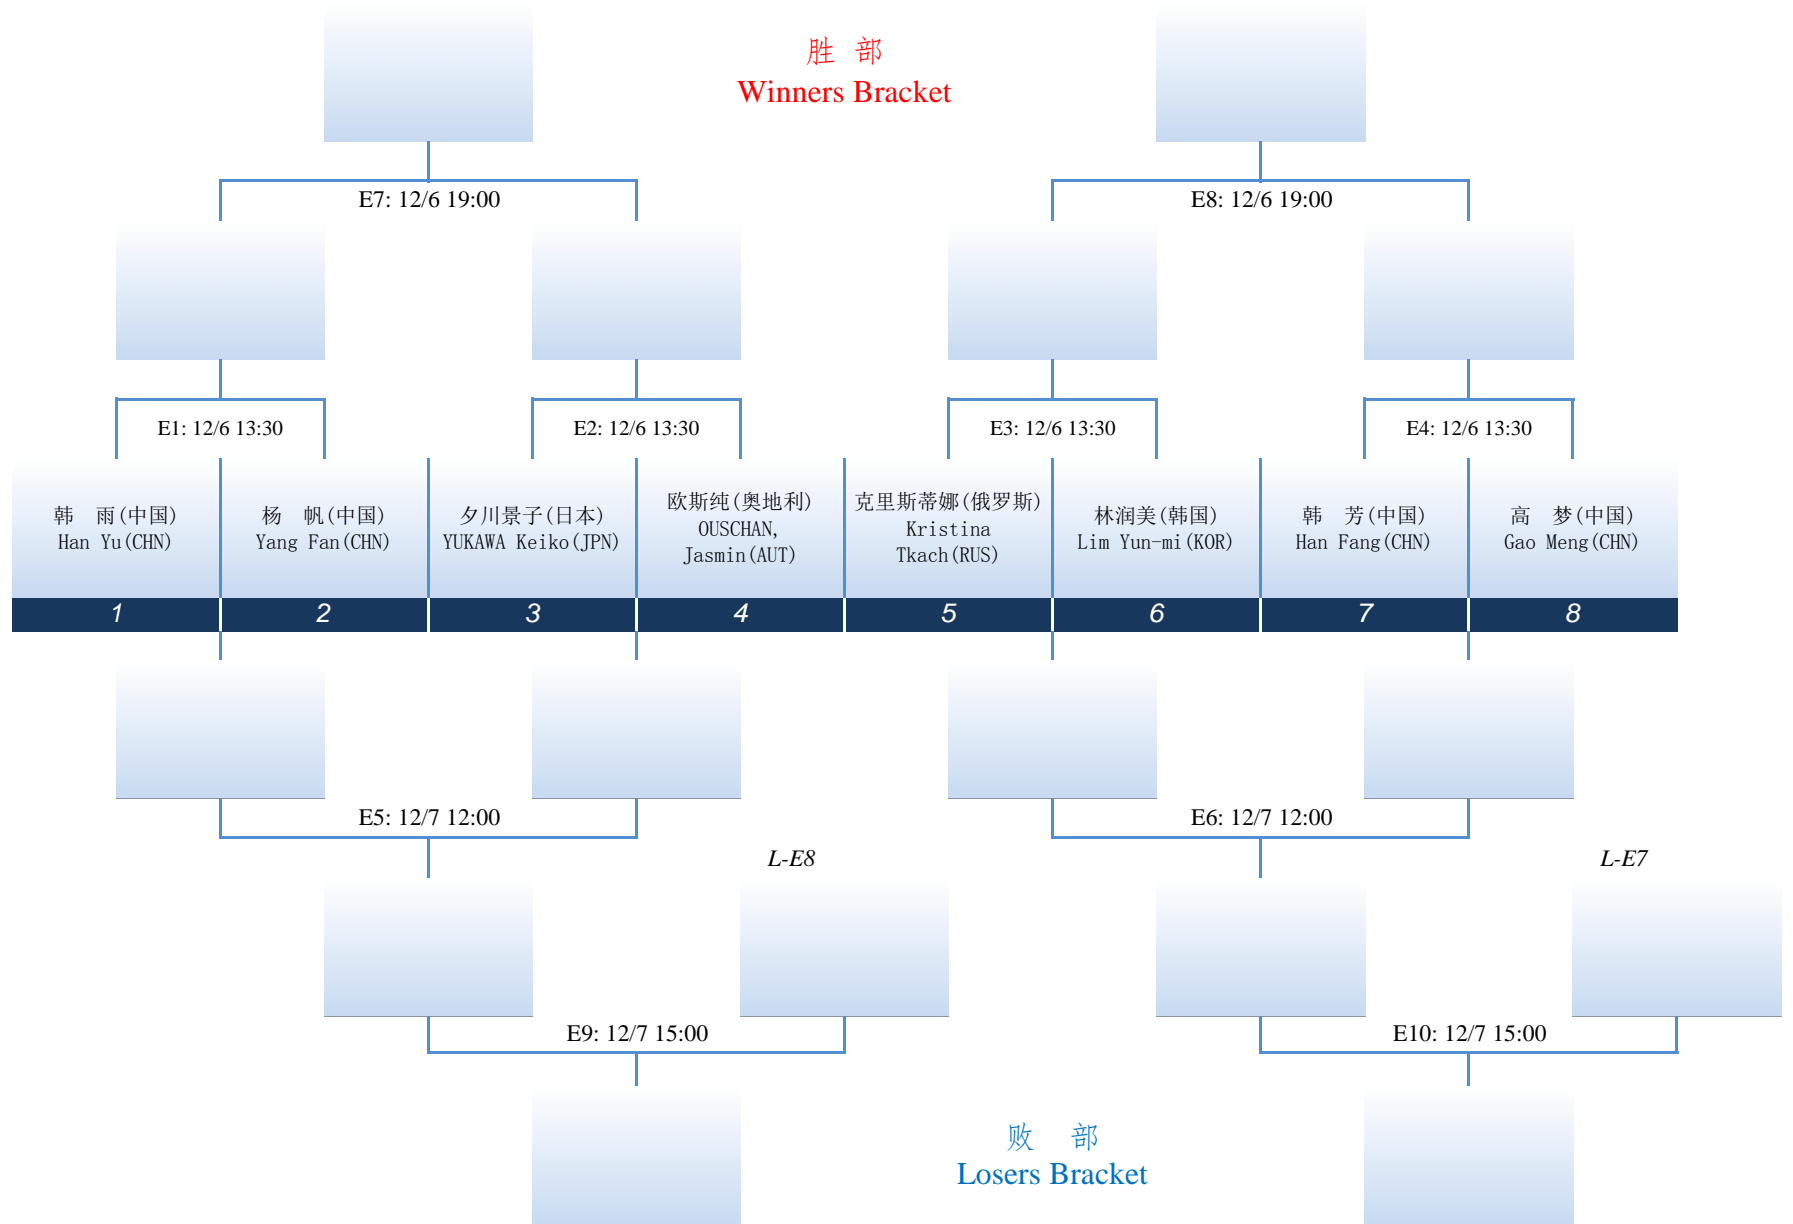 胜 部
Winners Bracket
E7: 12/6 19:00
E8: 12/6 19:00
E1: 12/6 13:30
E2: 12/6 13:30
E3: 12/6 13:30
E4: 12/6 13:30
韩 雨(中国)
Han Yu(CHN)
杨 帆(中国)
Yang Fan(CHN)
夕川景子(日本)
YUKAWA Keiko(JPN)
欧斯纯(奥地利)
OUSCHAN,
Jasmin(AUT)
克里斯蒂娜(俄罗斯)
Kristina
Tkach(RUS)
林润美(韩国)
Lim Yun-mi(KOR)
韩 芳(中国)
Han Fang(CHN)
高 梦(中国)
Gao Meng(CHN)
1
2
3
4
5
6
7
8
E5: 12/7 12:00
E6: 12/7 12:00
L-E8
L-E7
E9: 12/7 15:00
E10: 12/7 15:00
败 部
Losers Bracket